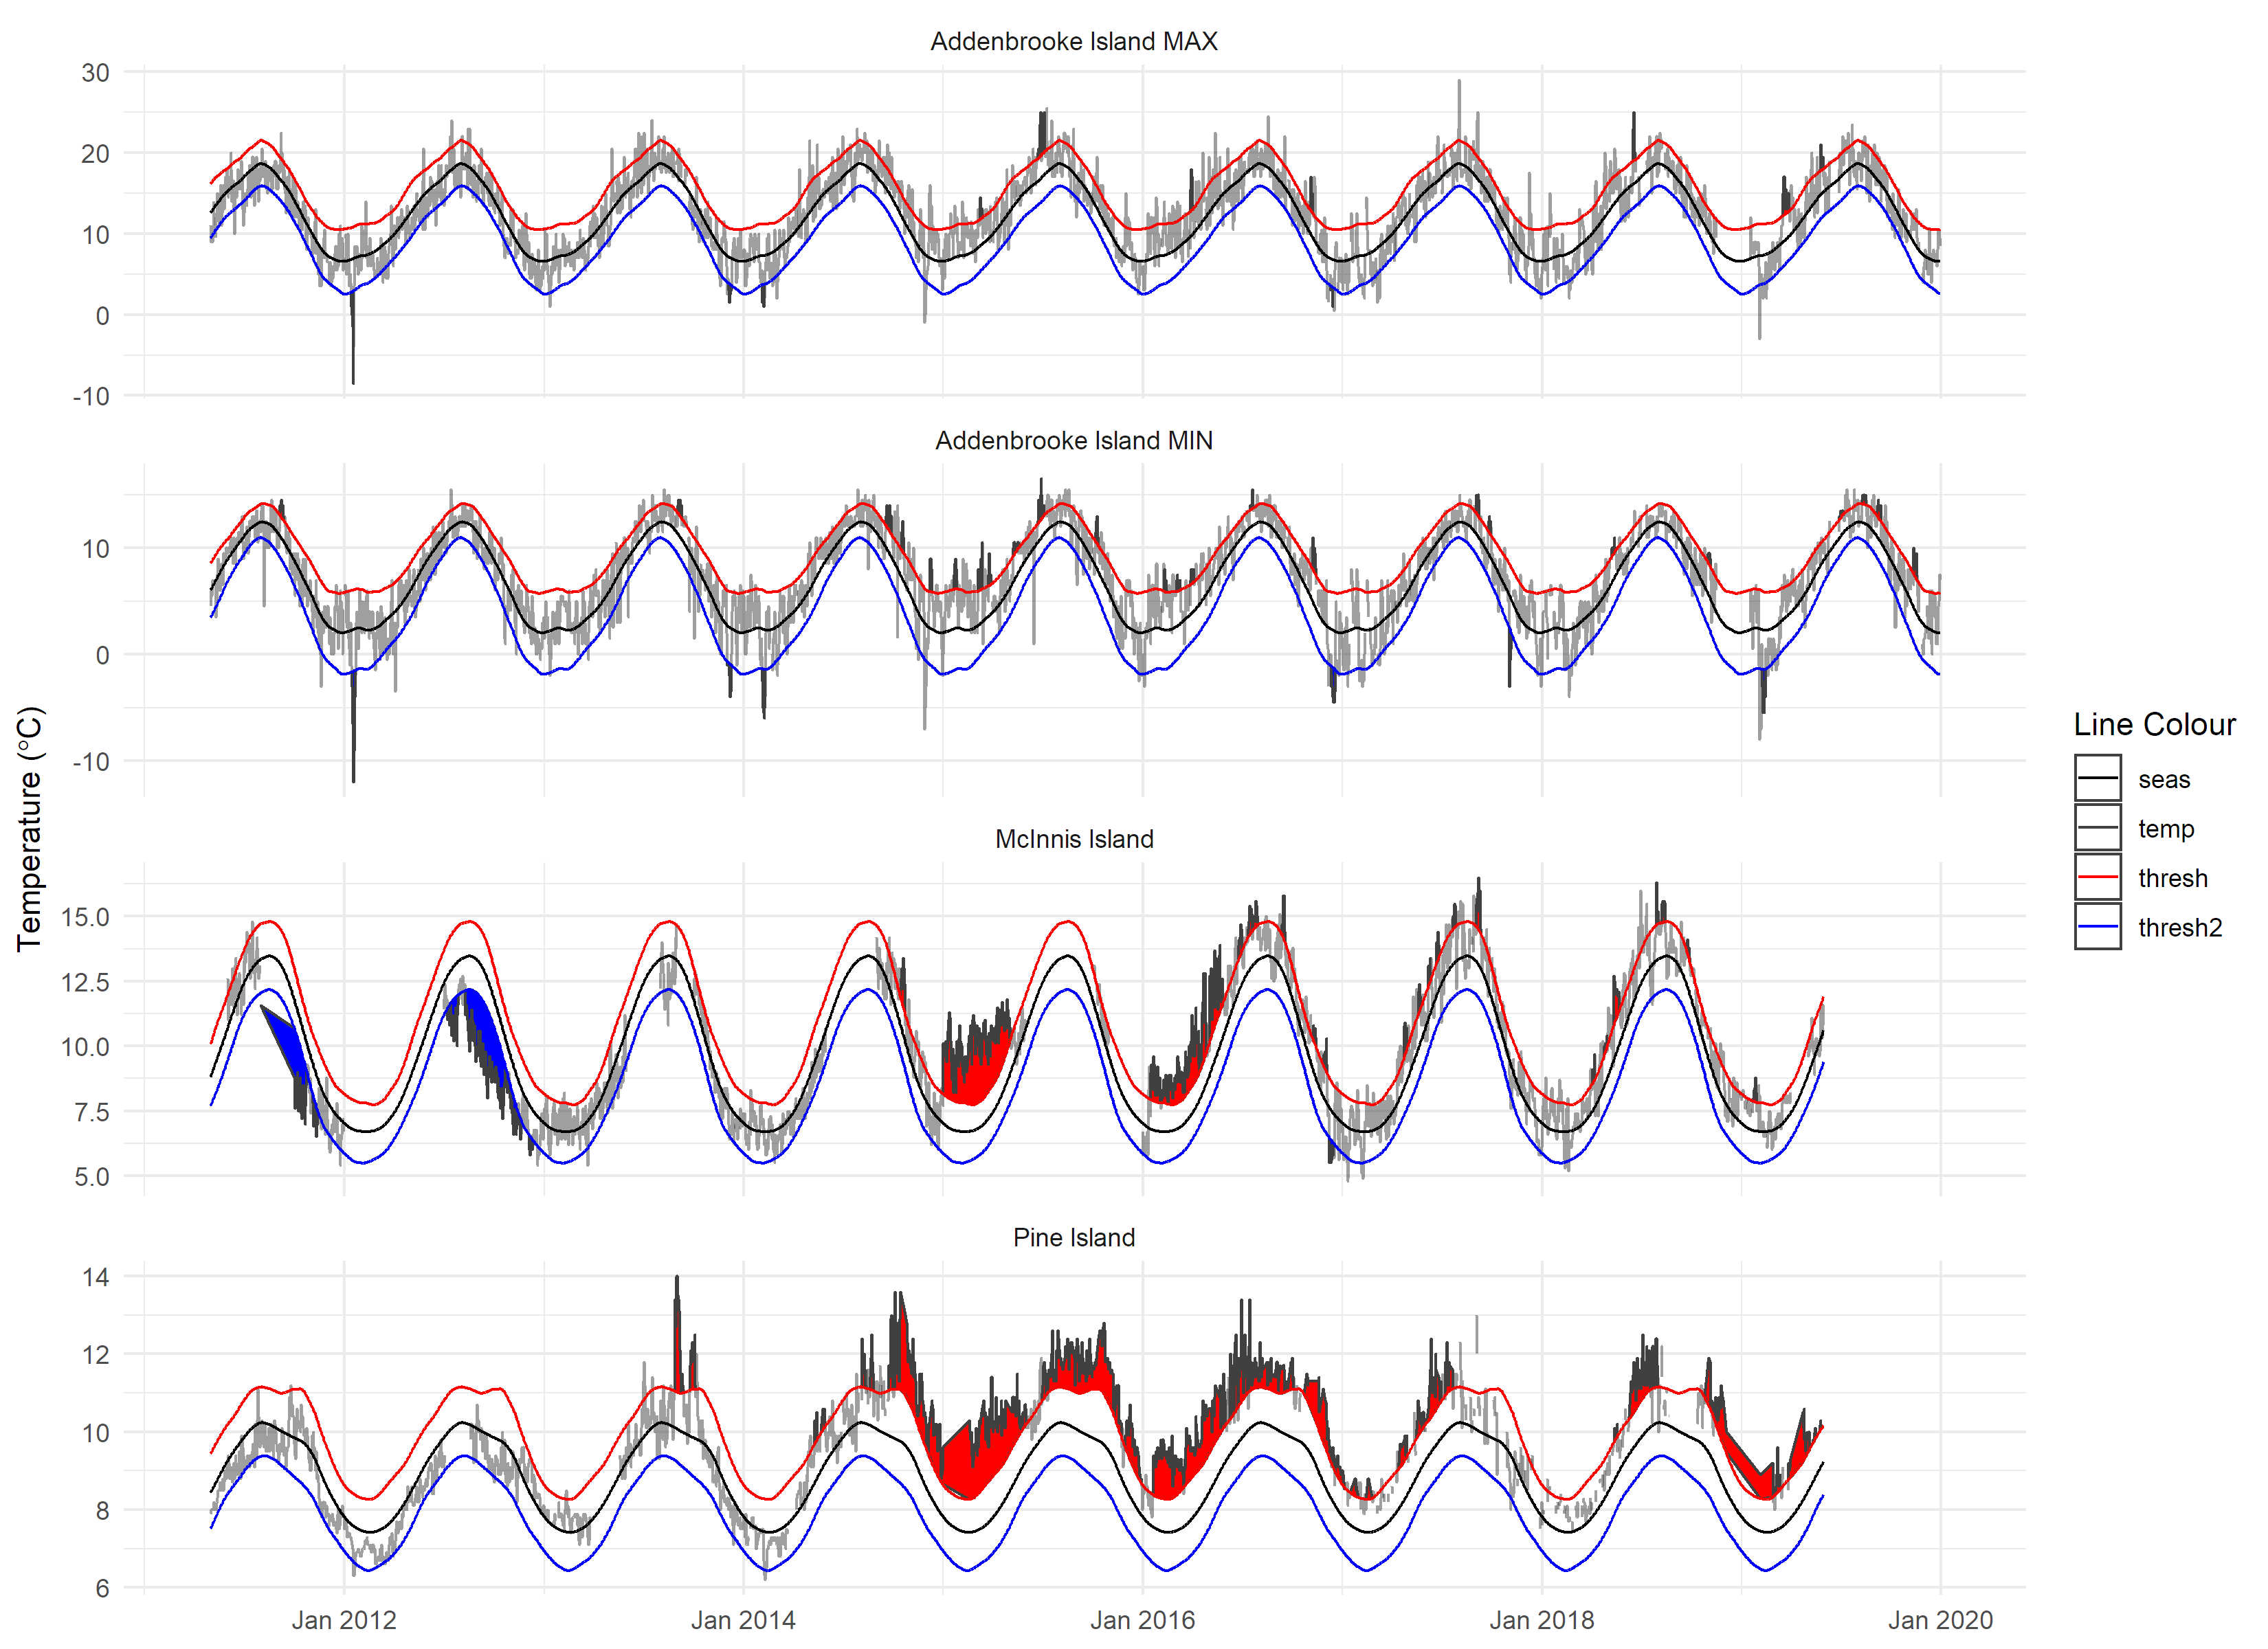 Addenbrooke Island MAX
30
20
10
0
-10
Addenbrooke Island MIN
10
0
-10
Temperature (°C)
McInnis Island
15.0
12.5
10.0
7.5
5.0
Pine Island
14
12
10
8
6
Jan 2012 Jan 2014 Jan 2016 Jan 2018 Jan 2020
Line Colour
seas
temp
thresh
thresh2